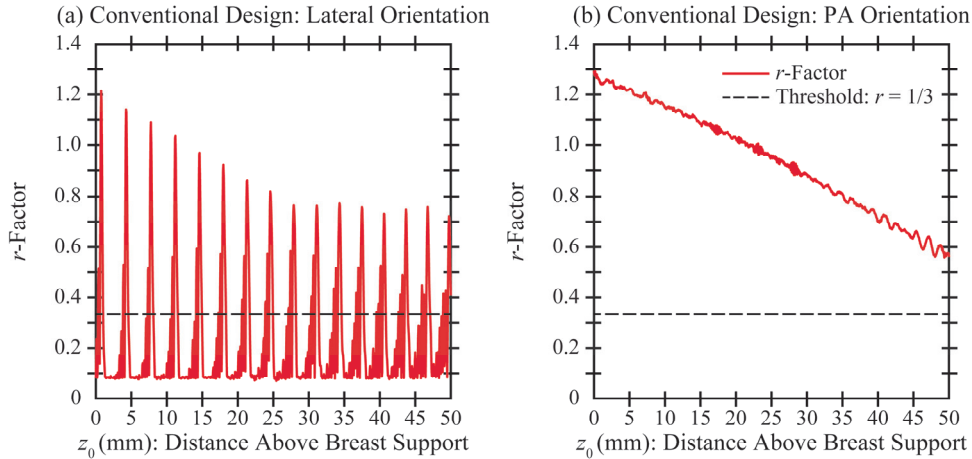 (a) Conventional Design: Lateral Orientation
1.4
1.2
1.0
0.8
0.6
0.4
0.2
0
r-Factor
0 5 10 15 20 25 30 35 40 45 50
z0 (mm): Distance Above Breast Support
(b) Conventional Design: PA Orientation
1.4
1.2
1.0
0.8
0.6
0.4
0.2
0
r-Factor
r-Factor
Threshold: r = 1/3
0 5 10 15 20 25 30 35 40 45 50
z0 (mm): Distance Above Breast Support